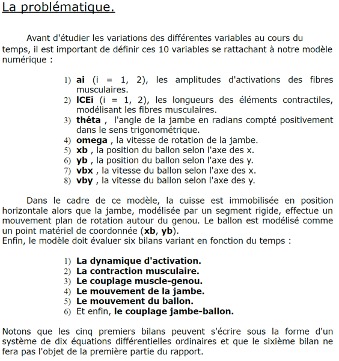 La problématique.
Avant d'étudier les variations des différentes variables au cours du
temps, il est important de définir ces 10 variables se rattachant à notre modèle
numérique :
1) ai (i = 1, 2), les amplitudes d'activations des fibres
musculaires.
2) lCEi (i = 1, 2), les longueurs des éléments contractiles,
modélisant les fibres musculaires.
3) thêta , l'angle de la jambe en radians compté positivement
dans le sens trigonométrique.
4) omega , la vitesse de rotation de la jambe.
5) xb , la position du ballon selon l'axe des x.
6) yb , la position du ballon selon l'axe des y.
7) vbx , la vitesse du ballon selon l'axe des x.
8) vby , la vitesse du ballon selon l'axe des y.
Dans le cadre de ce modèle, la cuisse est immobilisée en position
horizontale alors que la jambe, modélisée par un segment rigide, effectue un
mouvement plan de rotation autour du genou. Le ballon est modélisé comme
un point matériel de coordonnée (xb, yb).
Enfin, le modèle doit évaluer six bilans variant en fonction du temps :
1) La dynamique d'activation.
2) La contraction musculaire.
3) Le couplage muscle-genou.
4) Le mouvement de la jambe.
5) Le mouvement du ballon.
6) Et enfin, le couplage jambe-ballon.
Notons que les cinq premiers bilans peuvent s'écrire sous la forme d'un
système de dix équations différentielles ordinaires et que le sixième bilan ne
fera pas l'objet de la première partie du rapport.